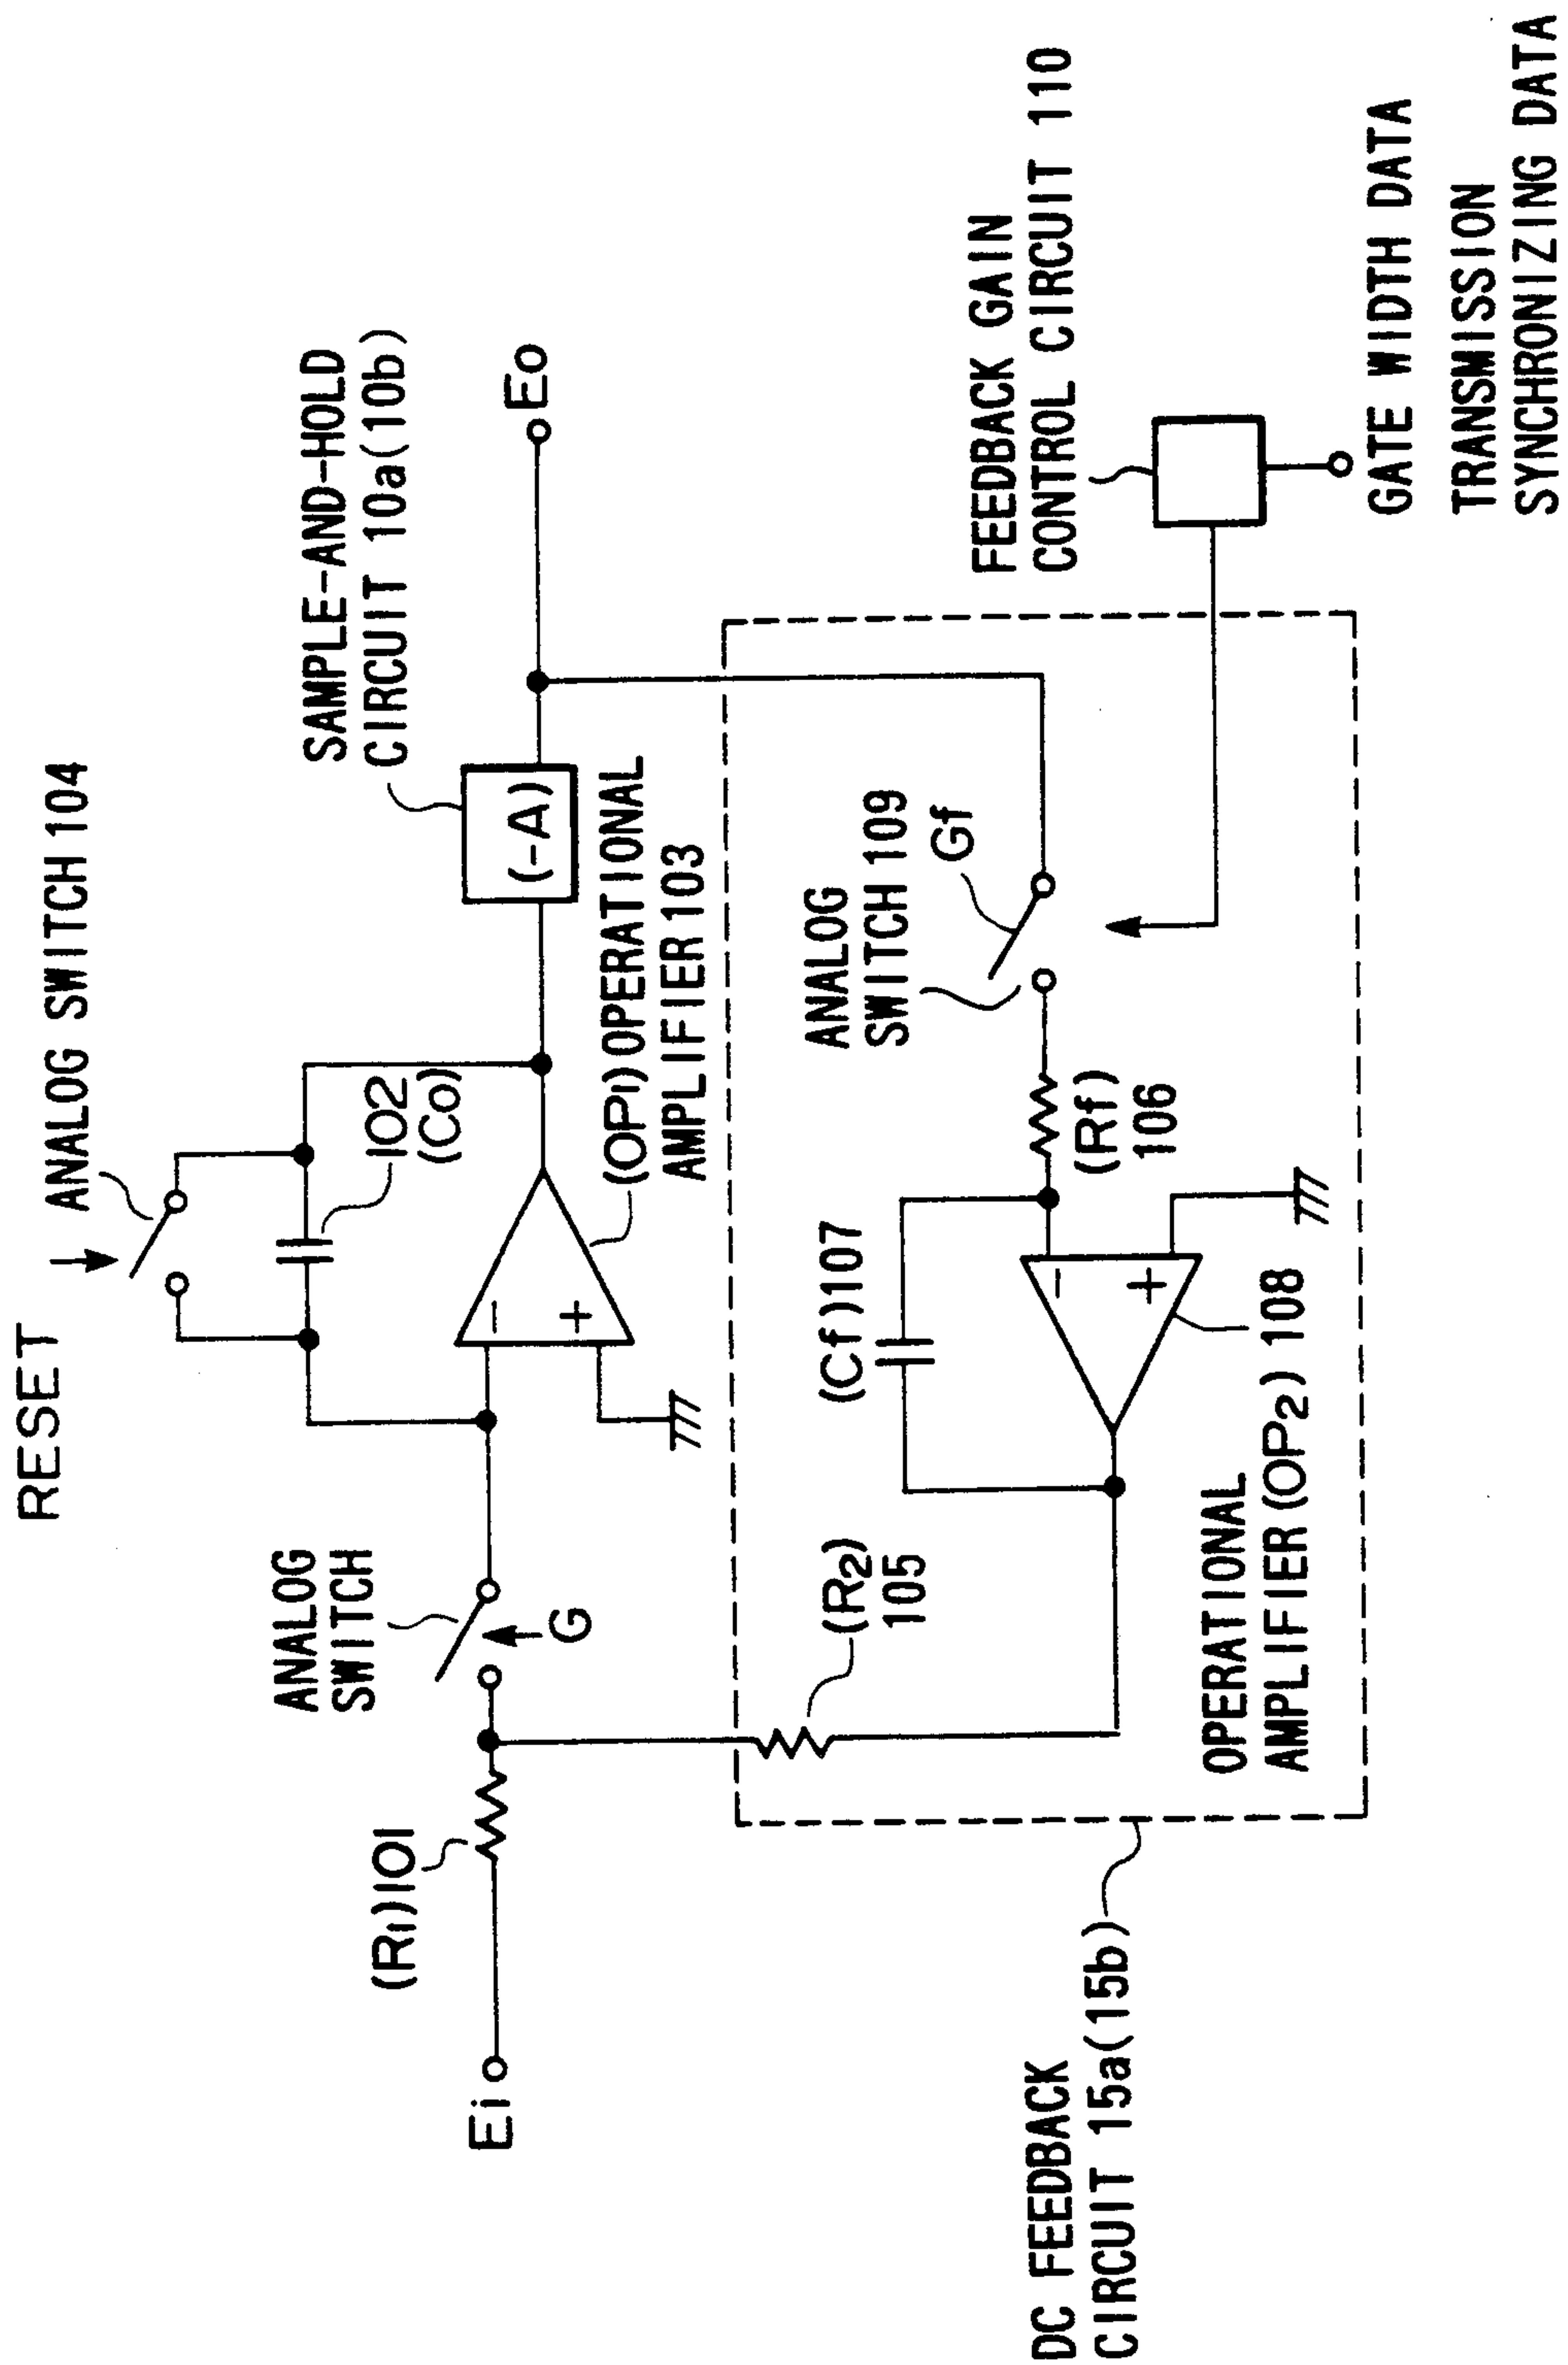 RESET
ANALOG SWITCH 104
102
(Co)
SAMPLE-AND-HOLD
CIRCUIT 10a(10b)
ANALOG
SWITCH
G
(R1)101
Ei
(-A)
Eo
(OP1)OPERATIONAL
AMPLIFIER 103
−
+
DC FEEDBACK
CIRCUIT 15a(15b)
(R2)
105
(Cf)107
−
+
OPERATIONAL
AMPLIFIER(OP2) 108
(Rf)
106
ANALOG
SWITCH 109
Gf
FEEDBACK GAIN
CONTROL CIRCUIT 110
GATE WIDTH DATA
TRANSMISSION
SYNCHRONIZING DATA